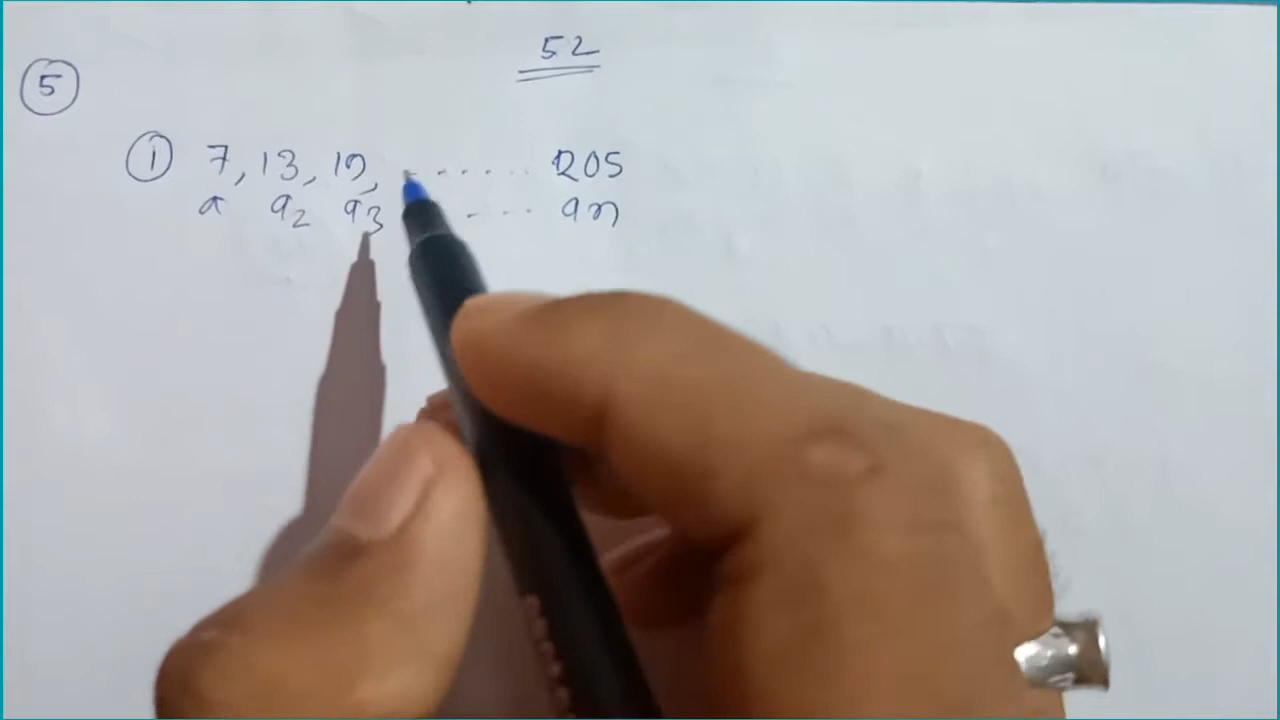 52
5
1 7, 13, 19, ...... 205
a a2 a3 .... an